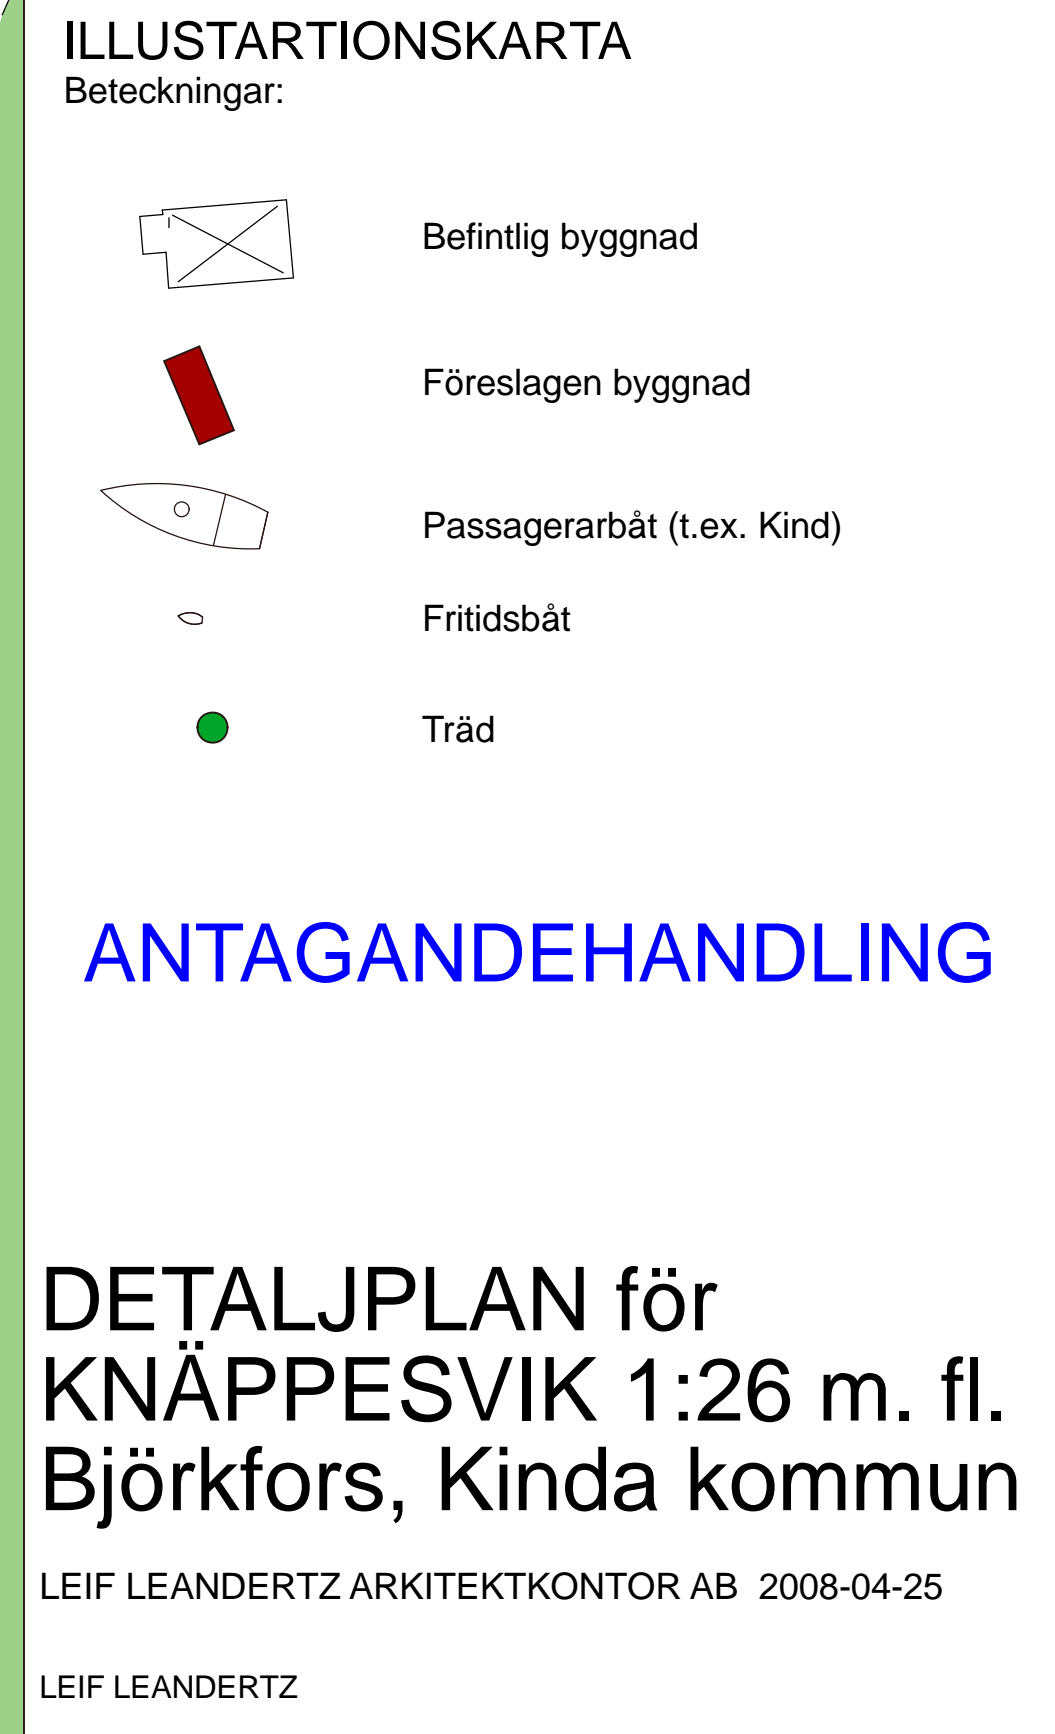 ILLUSTARTIONSKARTA
Beteckningar:
Befintlig byggnad
Föreslagen byggnad
Passagerarbåt (t.ex. Kind)
Fritidsbåt
Träd
ANTAGANDEHANDLING
DETALJPLAN för
KNÄPPESVIK 1:26 m. fl.
Björkfors, Kinda kommun
LEIF LEANDERTZ ARKITEKTKONTOR AB 2008-04-25
LEIF LEANDERTZ